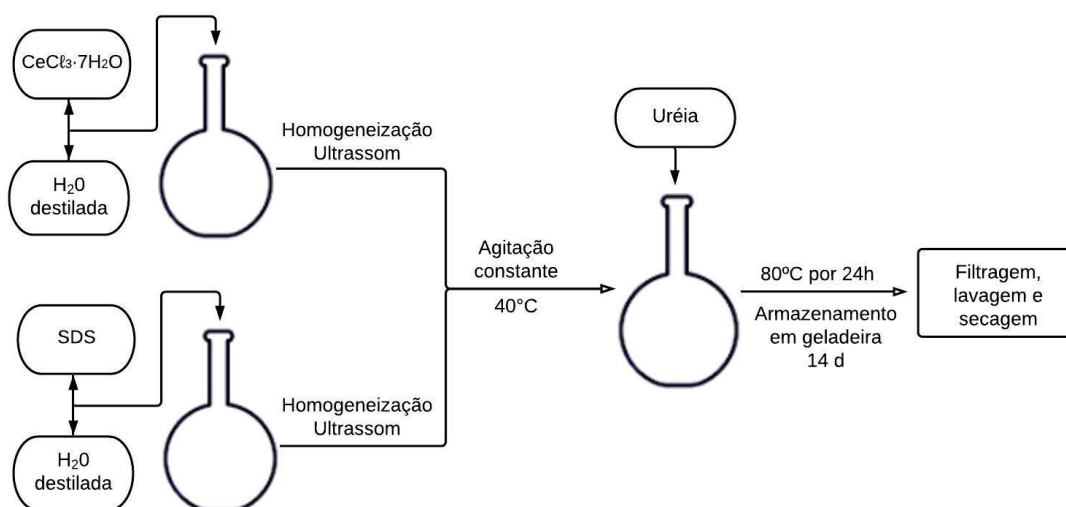 CeCℓ₃·7H₂O
H₂0
destilada
Homogeneização
Ultrassom
SDS
H₂0
destilada
Homogeneização
Ultrassom
Agitação
constante
40°C
Uréia
80ºC por 24h
Armazenamento
em geladeira
14 d
Filtragem,
lavagem e
secagem